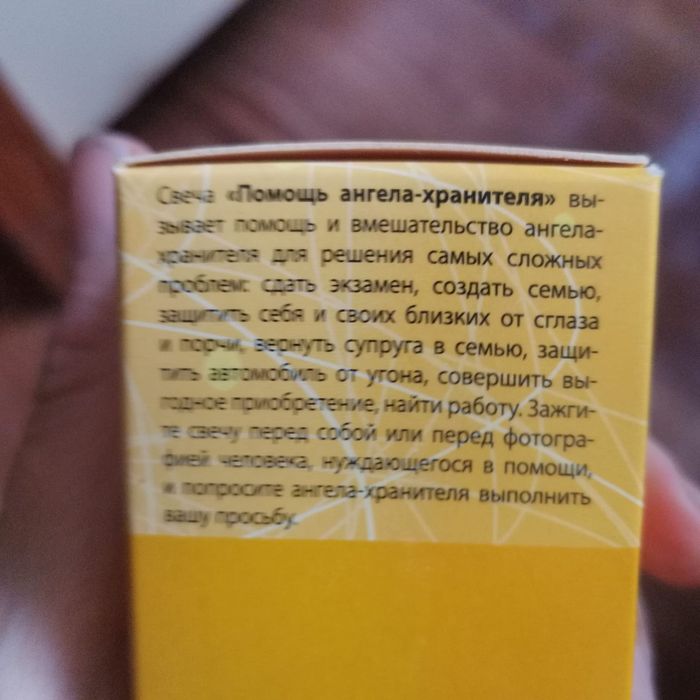 Свеча «Помощь ангела-хранителя» вы-
зывает помощь и вмешательство ангела-
хранителя для решения самых сложных
проблем: сдать экзамен, создать семью,
защитить себя и своих близких от сглаза
и порчи, вернуть супруга в семью, защи-
тить автомобиль от угона, совершить вы-
годное приобретение, найти работу. Зажги-
те свечу перед собой или перед фотогра-
фией человека, нуждающегося в помощи,
и попросите ангела-хранителя выполнить
вашу просьбу.